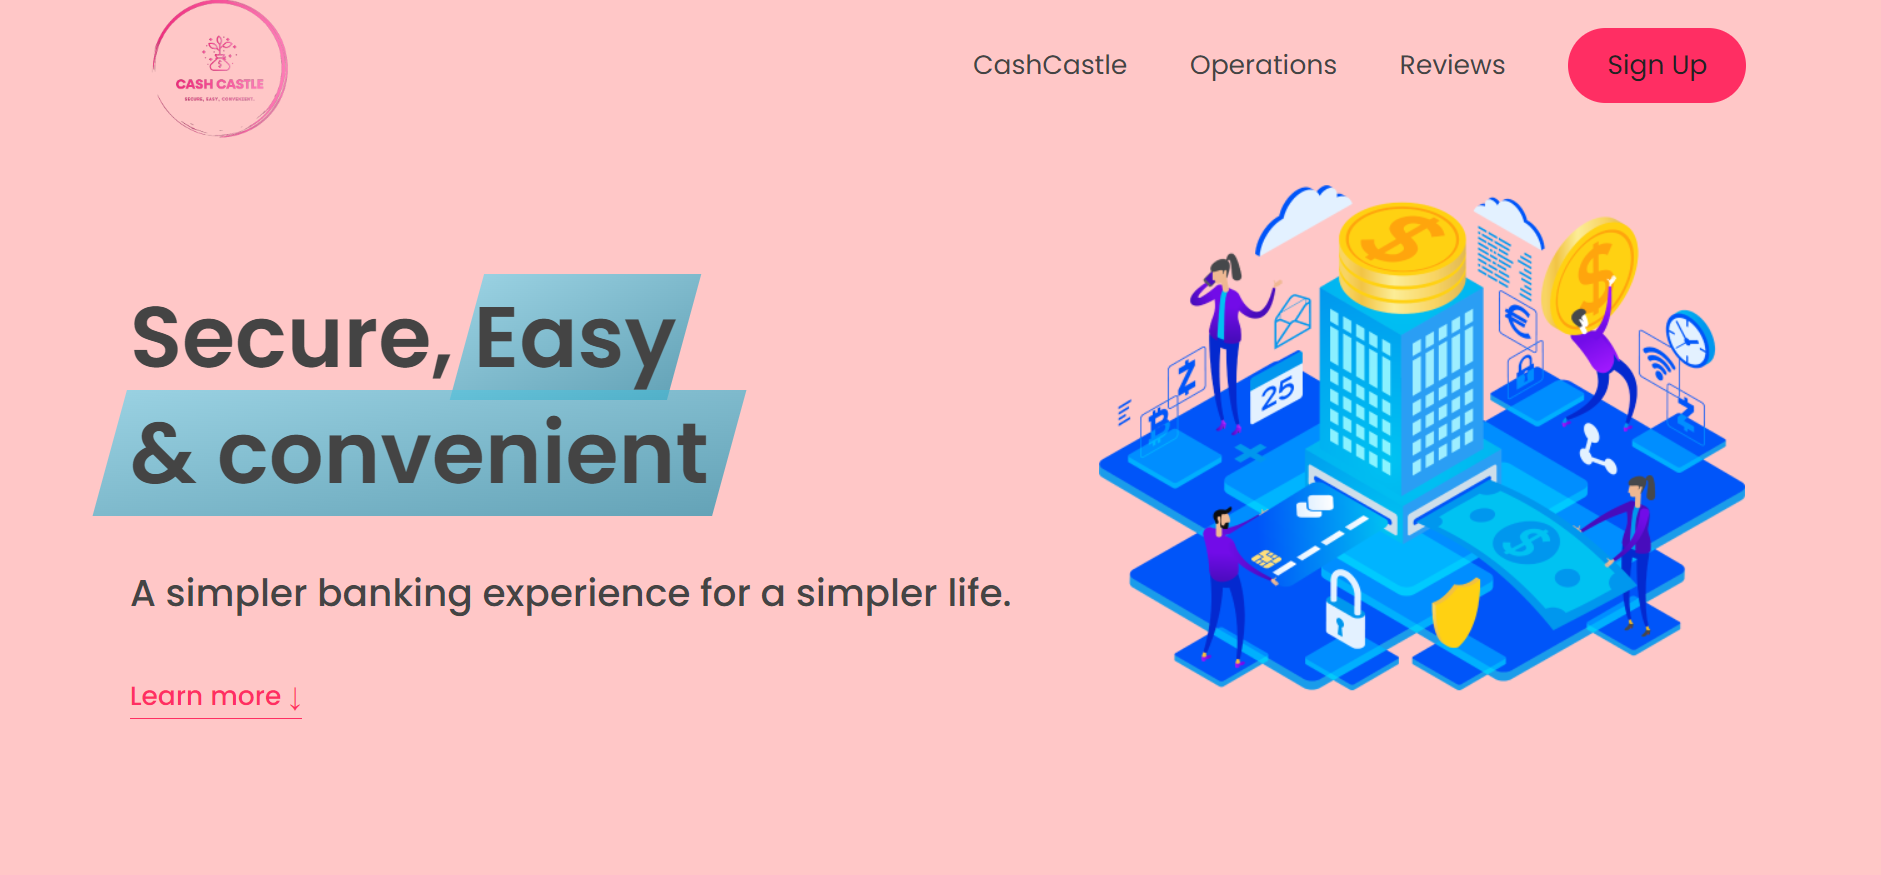 CASH CASTLE
SECURE, EASY, CONVENIENT.
CashCastle
Operations
Reviews
Sign Up
Secure, Easy
& convenient
A simpler banking experience for a simpler life.
Learn more ↓
$
$
€
Z
B
25
$
$